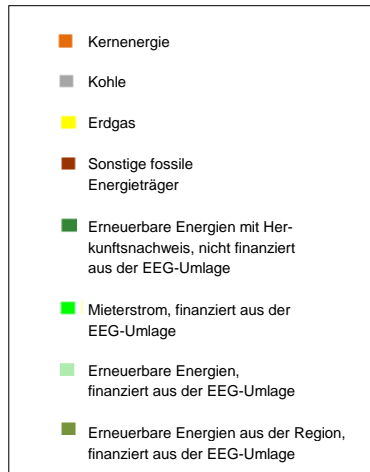 Kernenergie
Kohle
Erdgas
Sonstige fossile
Energieträger
Erneuerbare Energien mit Her-
kunftsnachweis, nicht finanziert
aus der EEG-Umlage
Mieterstrom, finanziert aus der
EEG-Umlage
Erneuerbare Energien,
finanziert aus der EEG-Umlage
Erneuerbare Energien aus der Region,
finanziert aus der EEG-Umlage